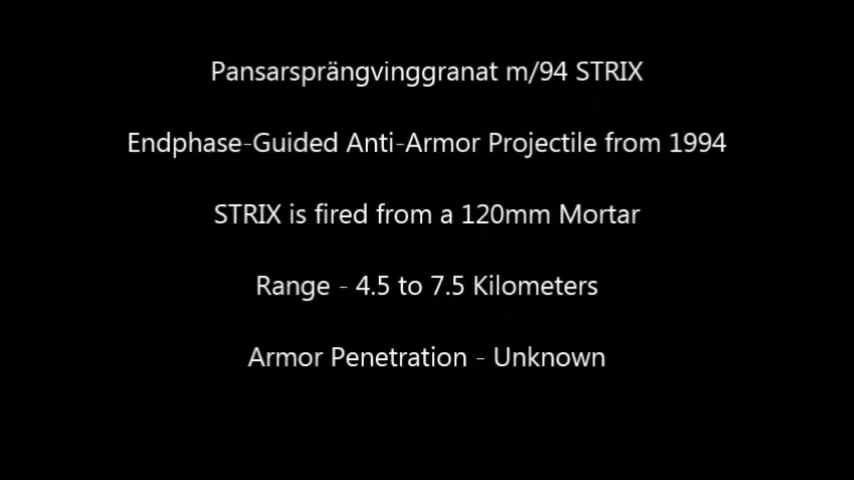 Pansarsprängvinggranat m/94 STRIX
Endphase-Guided Anti-Armor Projectile from 1994
STRIX is fired from a 120mm Mortar
Range - 4.5 to 7.5 Kilometers
Armor Penetration - Unknown